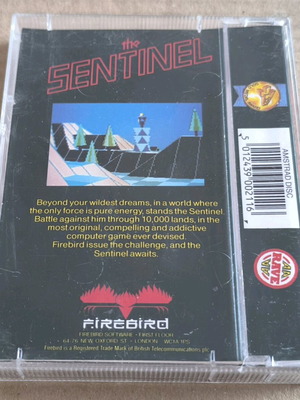 the
SENTINEL
Beyond your wildest dreams, in a world where
the only force is pure energy, stands the Sentinel.
Battle against him through 10,000 lands, in the
most original, compelling and addictive
computer game ever devised.
Firebird issue the challenge, and the
Sentinel awaits.
FIREBIRD
FIREBIRD SOFTWARE · FIRST FLOOR
64-76 NEW OXFORD ST · LONDON · WC1A 1PS
Firebird is a Registered Trade Mark of British Telecommunications plc
AMSTRAD DISC
5 012439 002116
RAVE